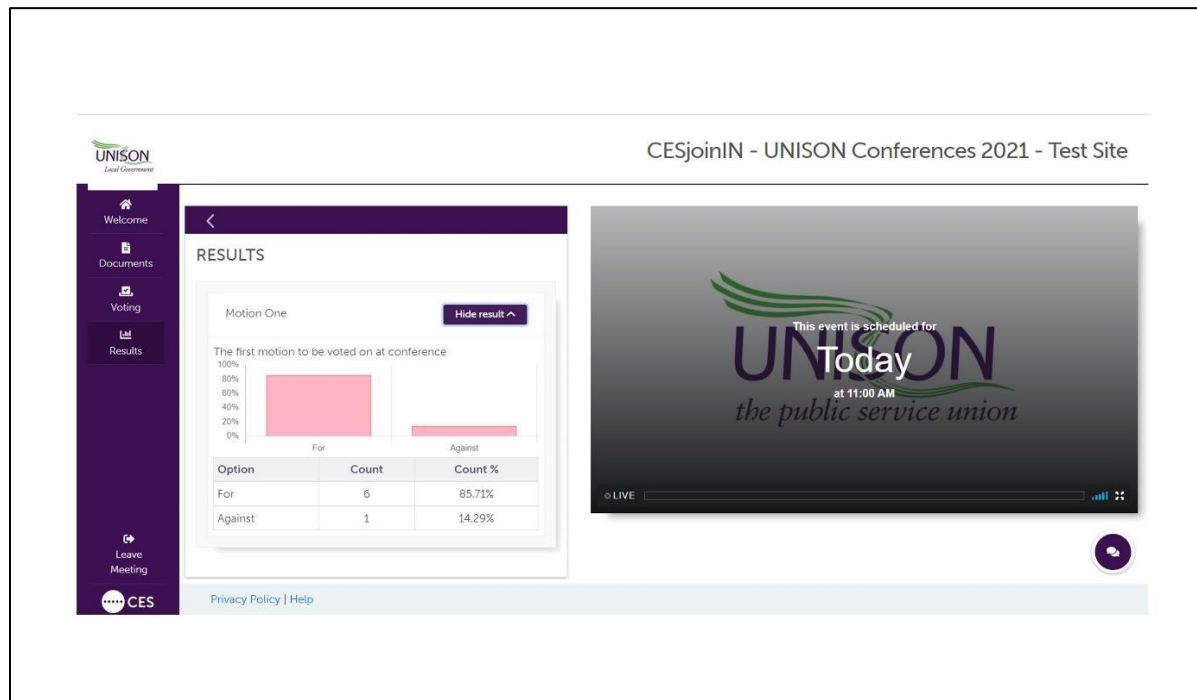 UNISON
Local Government
CESjoinIN - UNISON Conferences 2021 - Test Site
Welcome
Documents
Voting
Results
Leave
Meeting
CES
RESULTS
Motion One
Hide result
The first motion to be voted on at conference
100%
80%
60%
40%
20%
0%
For Against
Option Count Count %
For 6 85.71%
Against 1 14.29%
UNISON
the public service union
This event is scheduled for
Today
at 11:00 AM
LIVE
Privacy Policy | Help